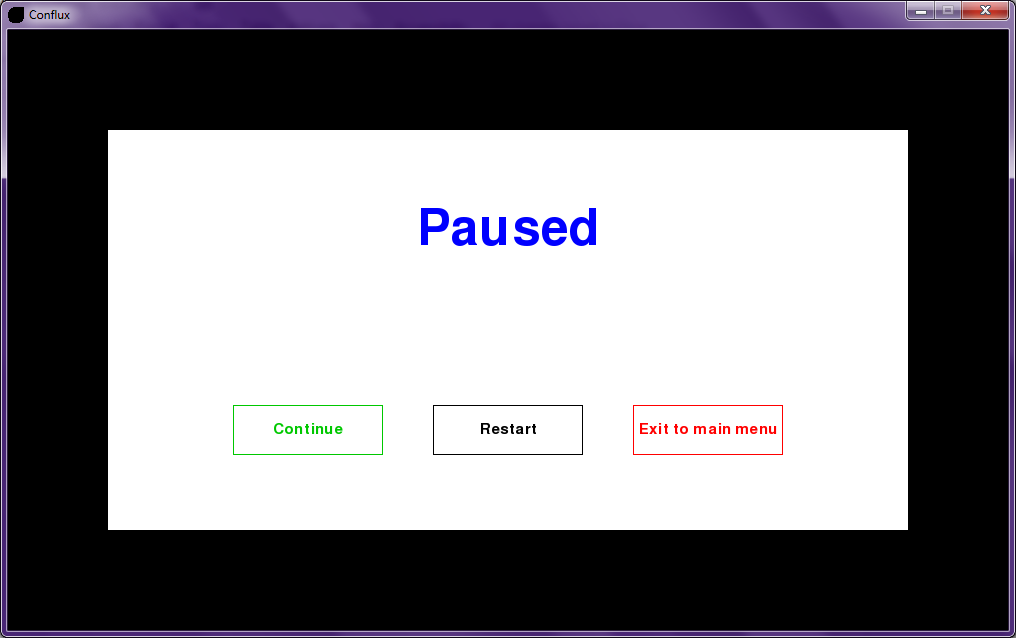 Conflux
Paused
Continue
Restart
Exit to main menu